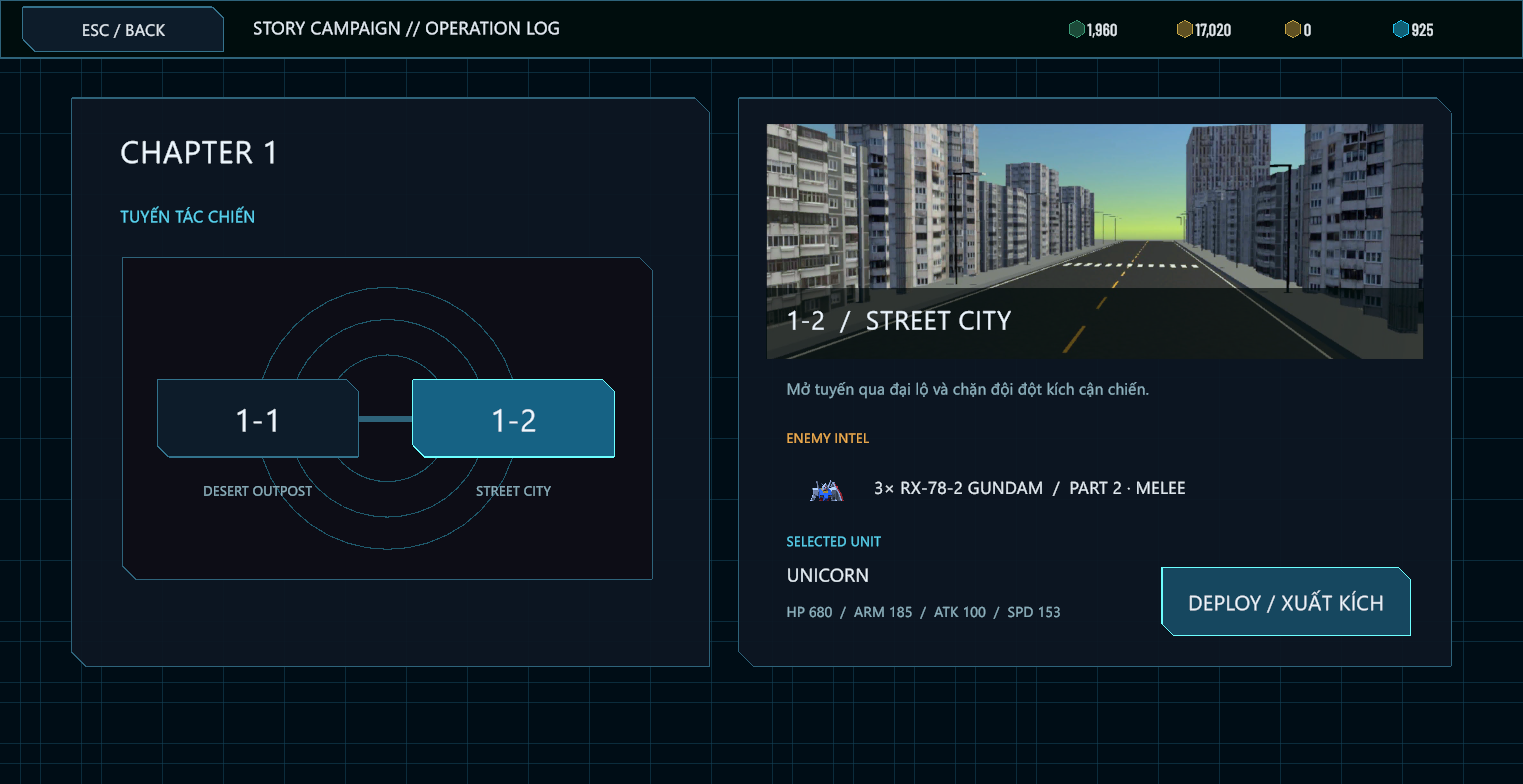 ESC / BACK
STORY CAMPAIGN // OPERATION LOG
1,960
17,020
0
925
CHAPTER 1
TUYẾN TÁC CHIẾN
1-1
1-2
DESERT OUTPOST
STREET CITY
1-2 / STREET CITY
Mở tuyến qua đại lộ và chặn đội đột kích cận chiến.
ENEMY INTEL
3× RX-78-2 GUNDAM / PART 2 · MELEE
SELECTED UNIT
UNICORN
HP 680 / ARM 185 / ATK 100 / SPD 153
DEPLOY / XUẤT KÍCH